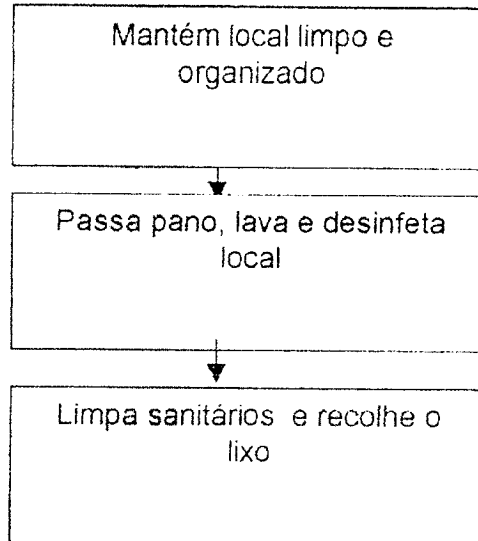 Mantém local limpo e
organizado
Passa pano, lava e desinfeta
local
Limpa sanitários e recolhe o
lixo